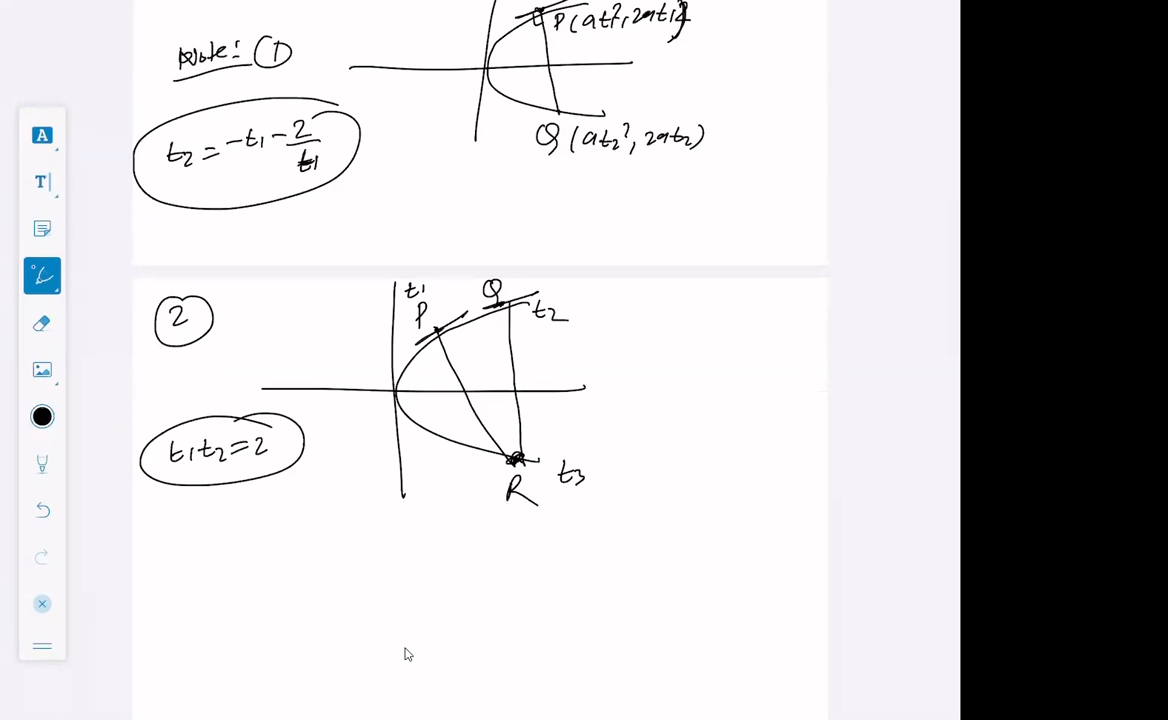 P(at₁², 2at₁)
Note: ①
t₂ = -t₁ - 2/t₁
Q (at₂², 2at₂)
②
t₁
P
Q
t₂
t₁t₂ = 2
t₃
R
A
T